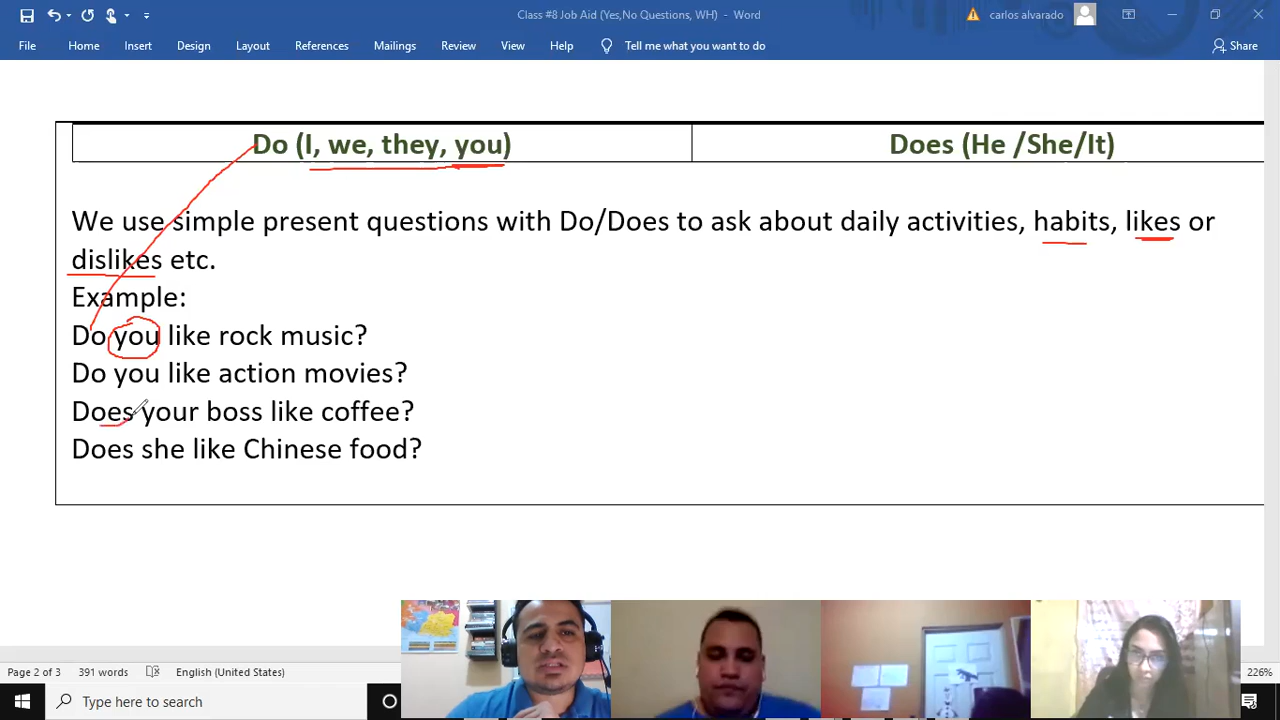 Class #8 Job Aid (Yes,No Questions, WH) - Word
carlos alvarado
File Home Insert Draw Design Layout References Mailings Review View Help Tell me what you want to do Share
Do (I, we, they, you) Does (He /She/It)
We use simple present questions with Do/Does to ask about daily activities, habits, likes or
dislikes etc.
Example:
Do you like rock music?
Do you like action movies?
Does your boss like coffee?
Does she like Chinese food?
Page 2 of 3 391 words English (United States) 226%
Type here to search